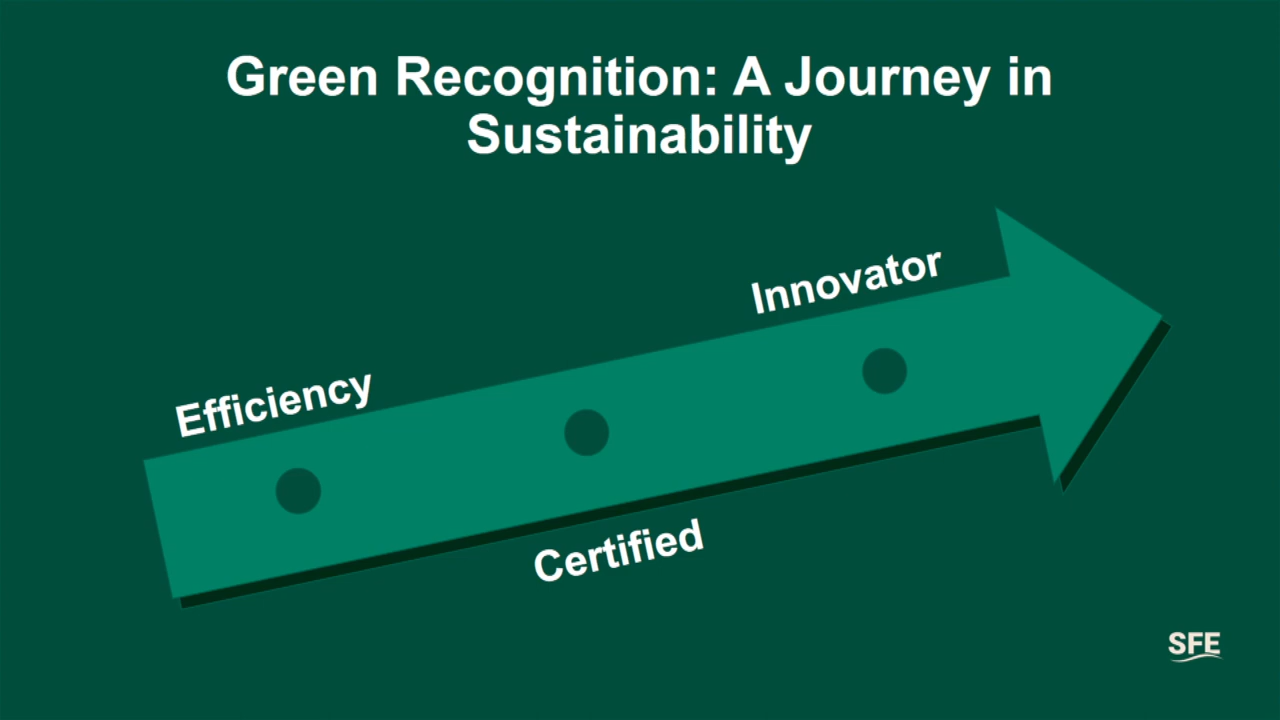 Green Recognition: A Journey in
Sustainability
Innovator
Efficiency
Certified
SFE